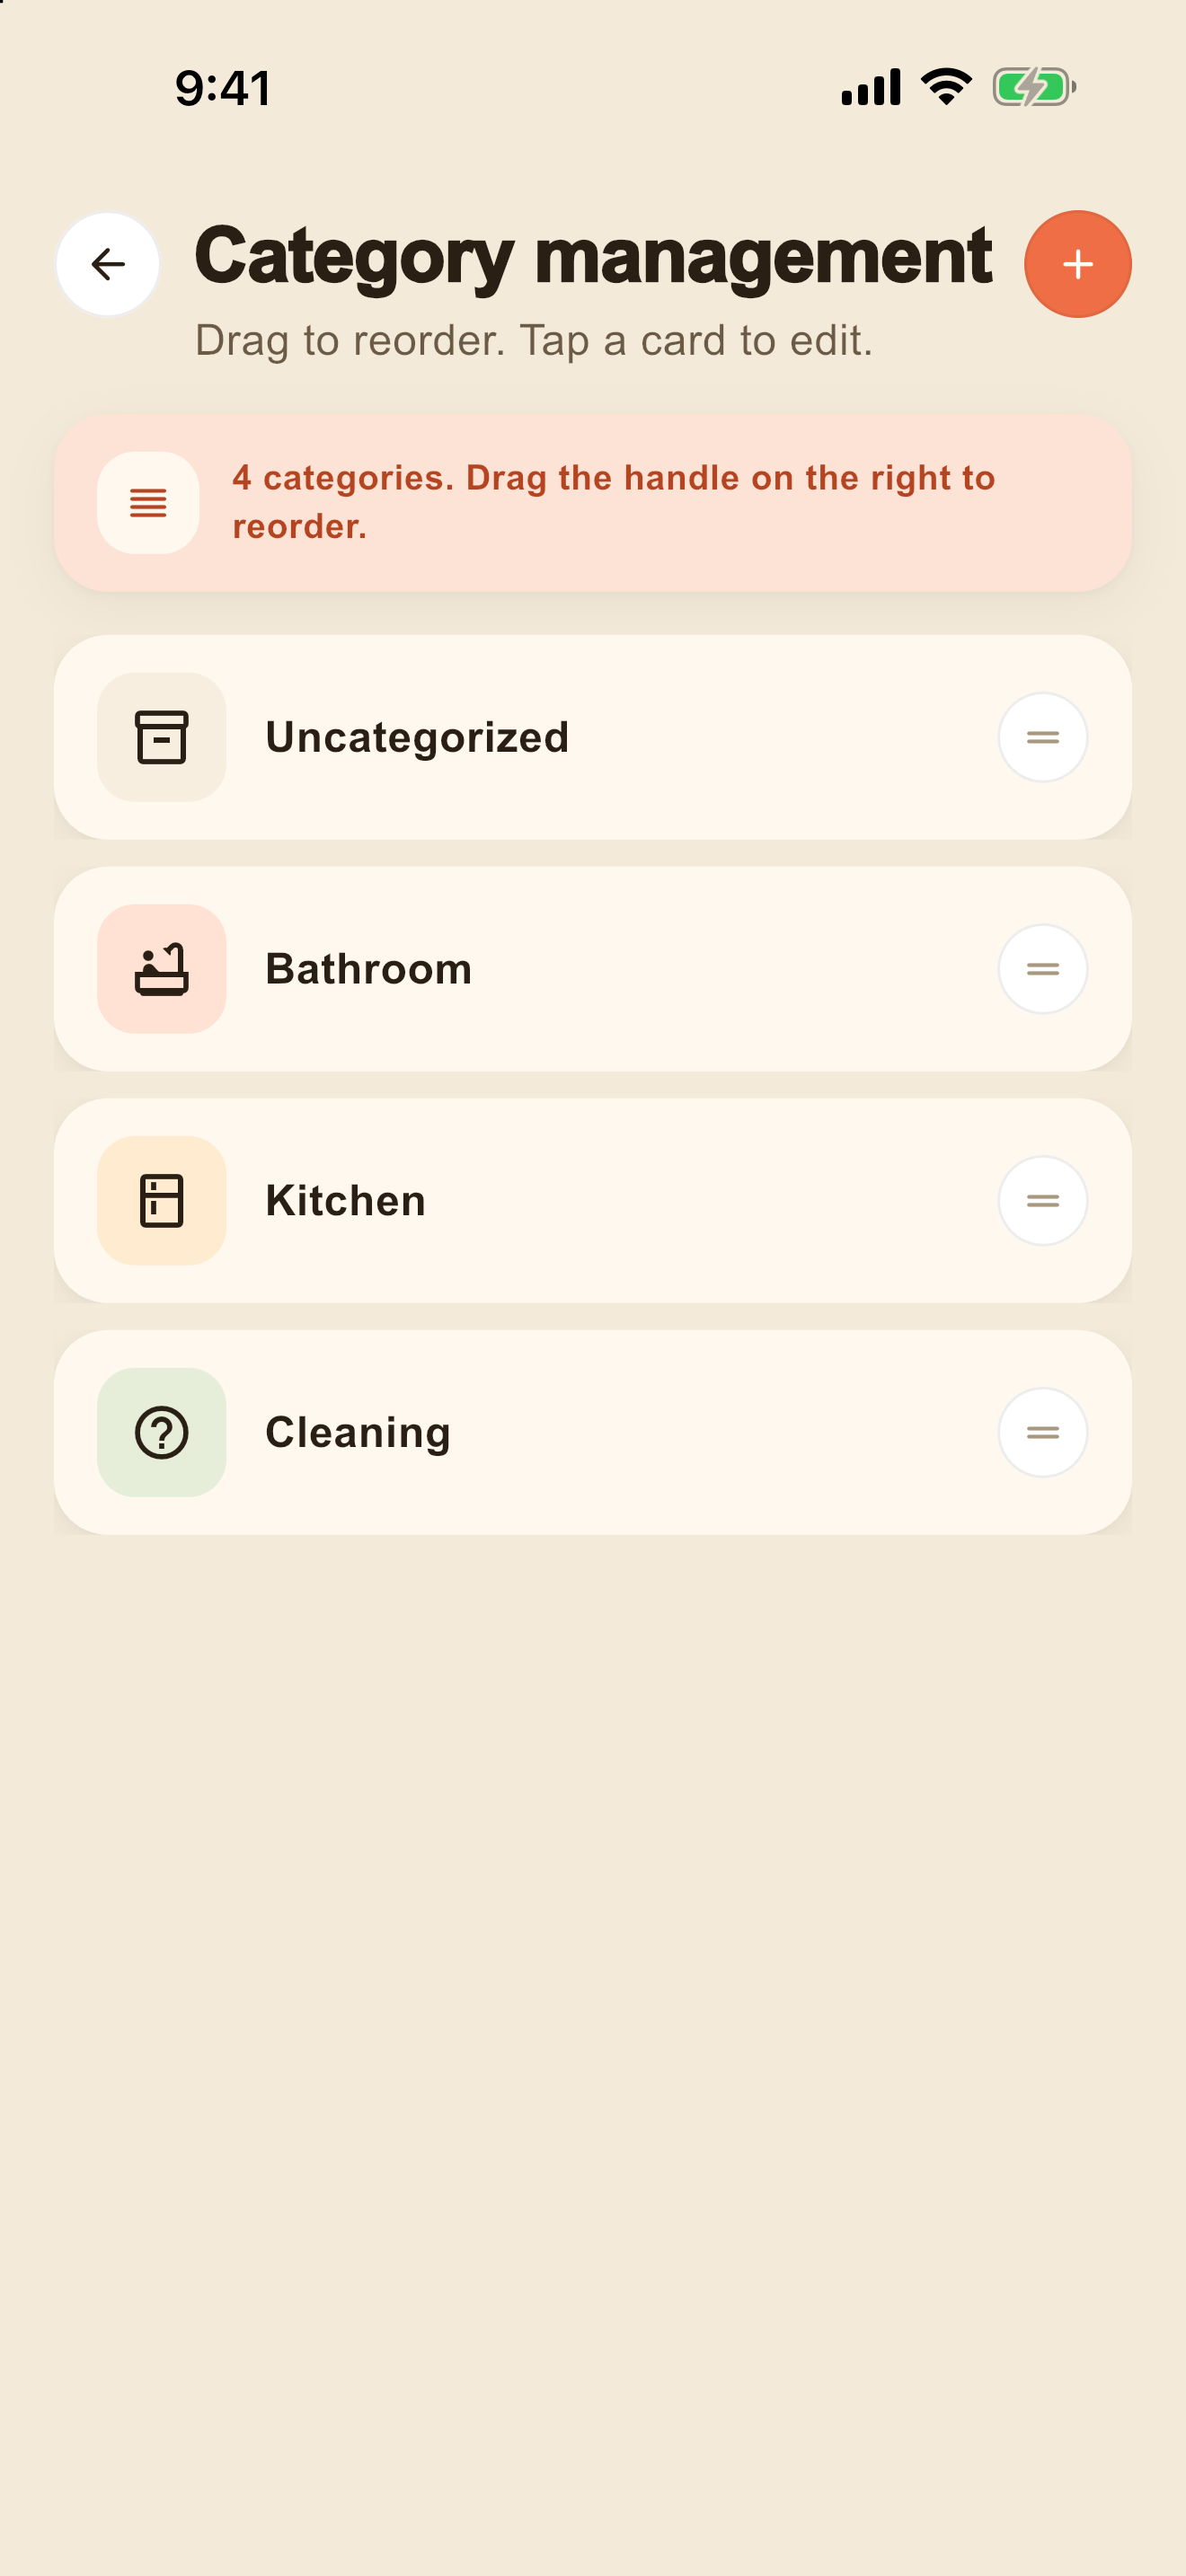 9:41
Category management
Drag to reorder. Tap a card to edit.
4 categories. Drag the handle on the right to
reorder.
Uncategorized
Bathroom
Kitchen
Cleaning